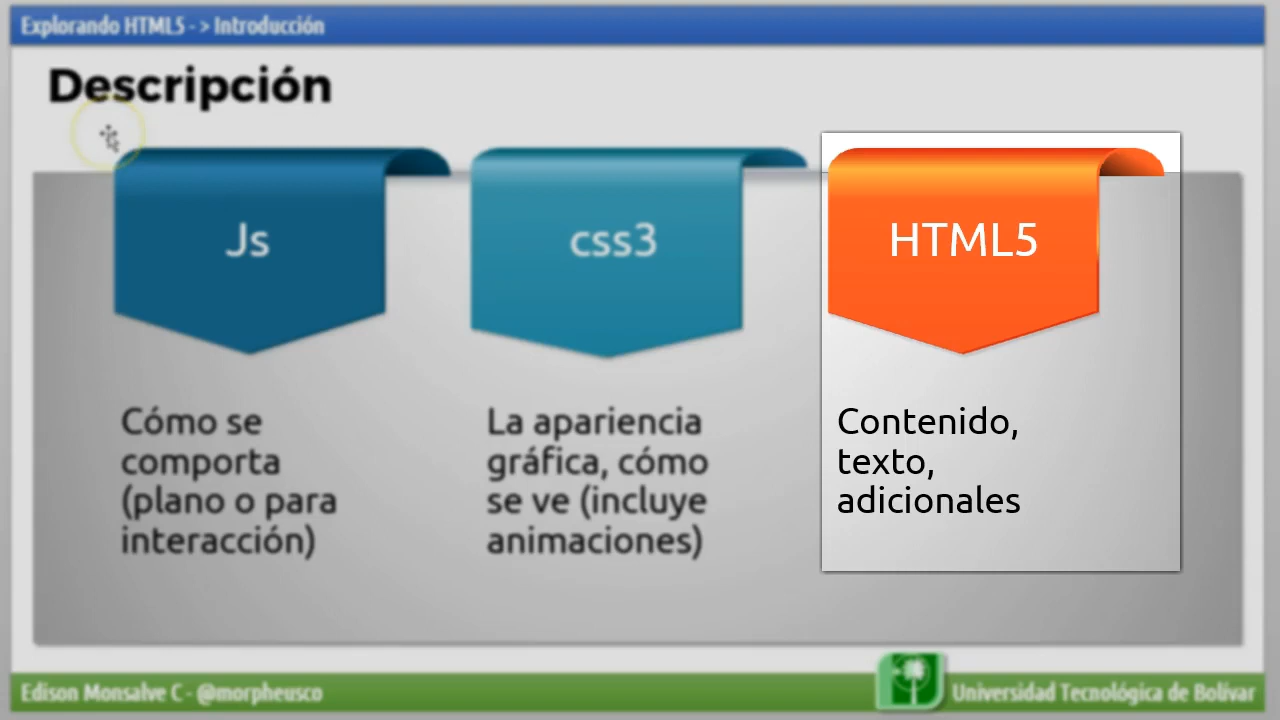 Explorando HTML5 - > Introducción
Descripción
Js
css3
HTML5
Cómo se
comporta
(plano o para
interacción)
La apariencia
gráfica, cómo
se ve (incluye
animaciones)
Contenido,
texto,
adicionales
Edison Monsalve C - @morpheusco
Universidad Tecnológica de Bolívar